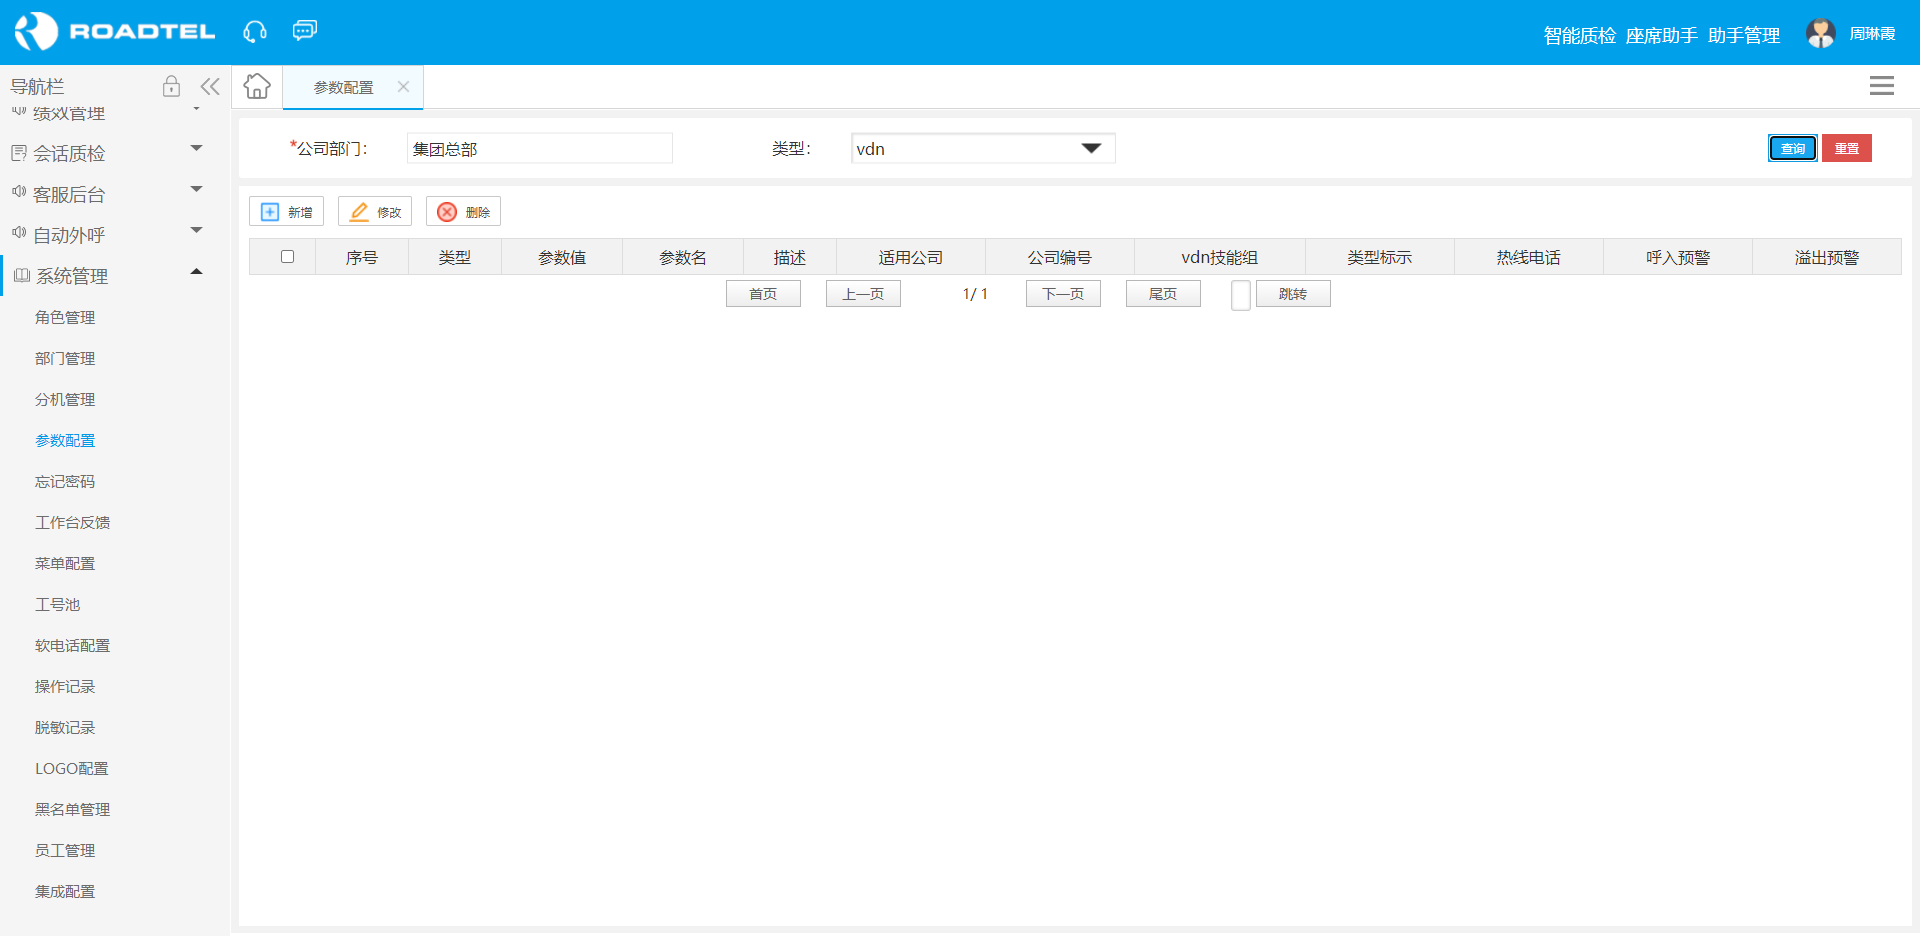 ROADTEL
智能质检 座席助手 助手管理 周琳霞
导航栏
参数配置
绩效管理
会话质检
客服后台
自动外呼
系统管理
角色管理
部门管理
分机管理
参数配置
忘记密码
工作台反馈
菜单配置
工号池
软电话配置
操作记录
脱敏记录
LOGO配置
黑名单管理
员工管理
集成配置
*公司部门： 集团总部 类型： vdn 查询 重置
新增 修改 删除
序号 类型 参数值 参数名 描述 适用公司 公司编号 vdn技能组 类型标示 热线电话 呼入预警 溢出预警
首页 上一页 1/ 1 下一页 尾页 跳转